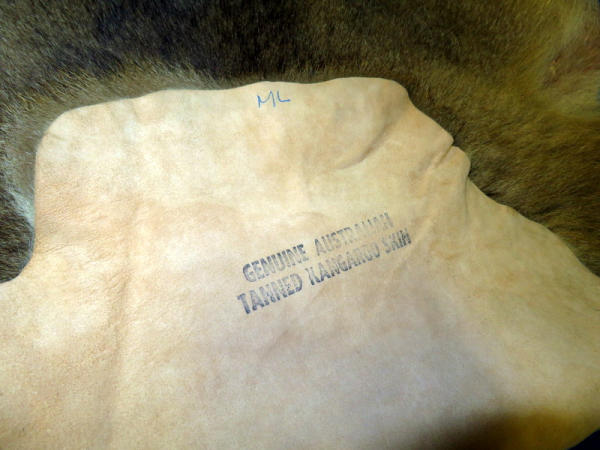 ML
GENUINE AUSTRALIAN
TANNED KANGAROO SKIN